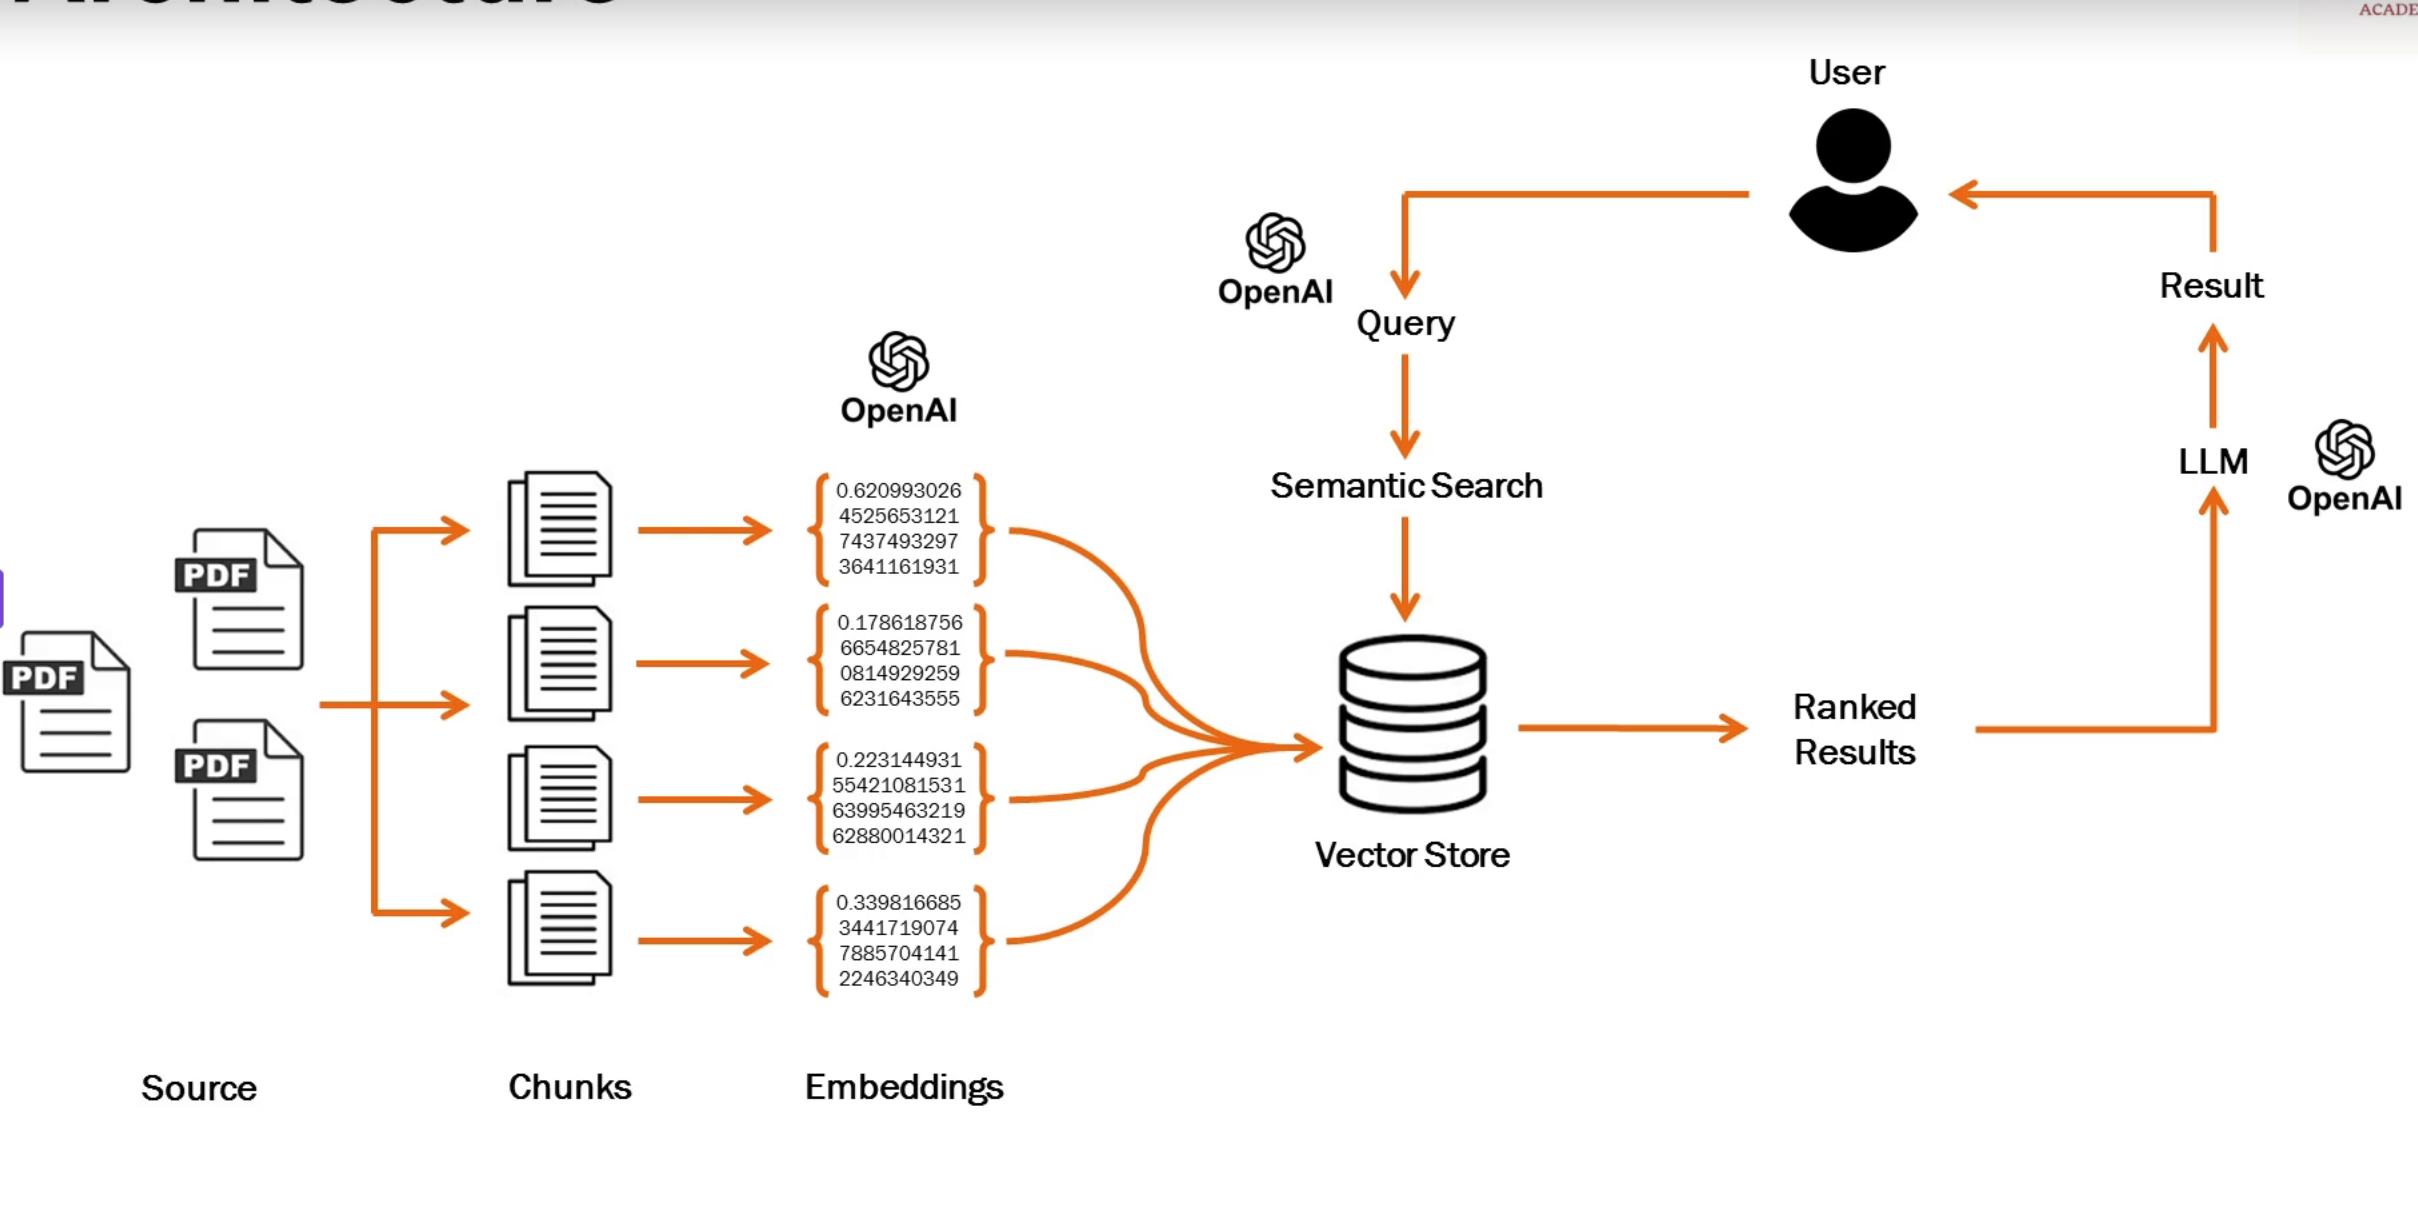 Architecture
ACADE
User
OpenAI
Query
Result
OpenAI
Semantic Search
LLM
OpenAI
PDF
PDF
PDF
0.620993026
4525653121
7437493297
3641161931
0.178618756
6654825781
0814929259
6231643555
0.223144931
55421081531
63995463219
62880014321
0.339816685
3441719074
7885704141
2246340349
Vector Store
Ranked
Results
Source
Chunks
Embeddings